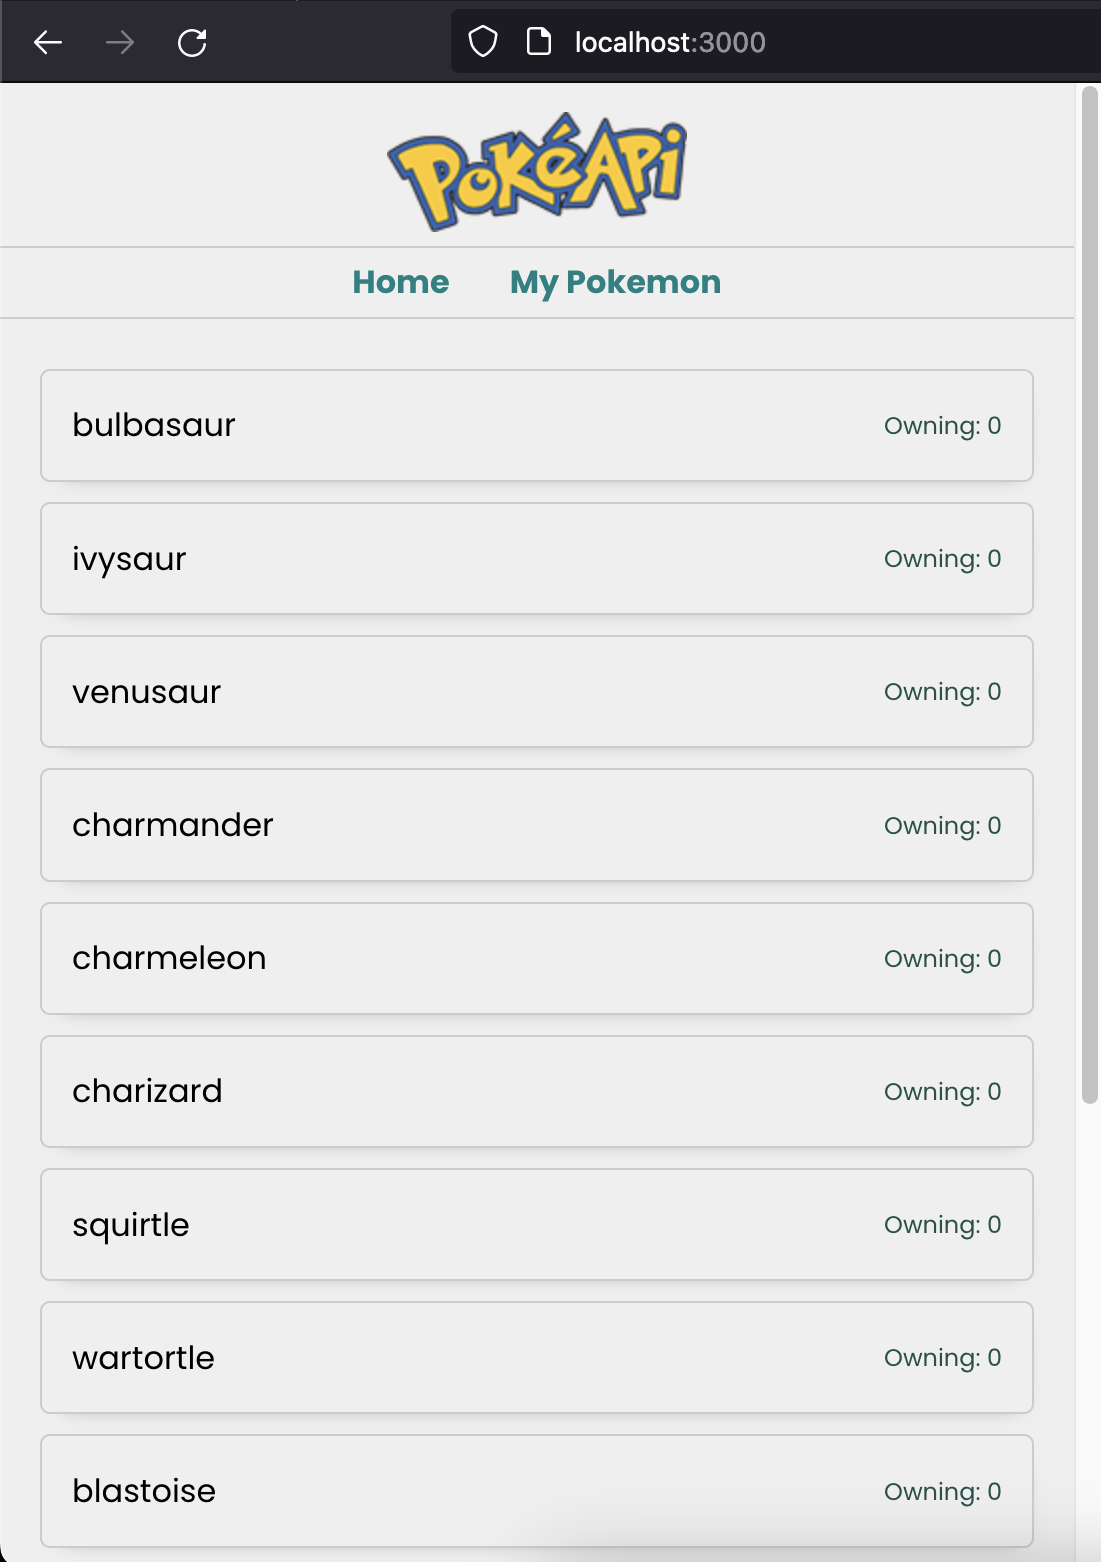 localhost:3000
PokéApi
Home My Pokemon
bulbasaur Owning: 0
ivysaur Owning: 0
venusaur Owning: 0
charmander Owning: 0
charmeleon Owning: 0
charizard Owning: 0
squirtle Owning: 0
wartortle Owning: 0
blastoise Owning: 0